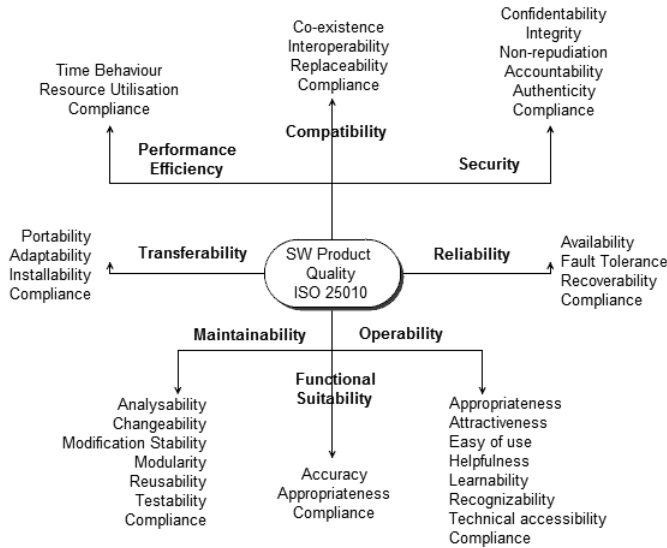 Time Behaviour
Resource Utilisation
Compliance
Performance
Efficiency
Co-existence
Interoperability
Replaceability
Compliance
Compatibility
Confidentability
Integrity
Non-repudiation
Accountability
Authenticity
Compliance
Security
Portability
Adaptability
Installability
Compliance
Transferability
SW Product
Quality
ISO 25010
Reliability
Availability
Fault Tolerance
Recoverability
Compliance
Maintainability
Analysability
Changeability
Modification Stability
Modularity
Reusability
Testability
Compliance
Functional
Suitability
Accuracy
Appropriateness
Compliance
Operability
Appropriateness
Attractiveness
Easy of use
Helpfulness
Learnability
Recognizability
Technical accessibility
Compliance